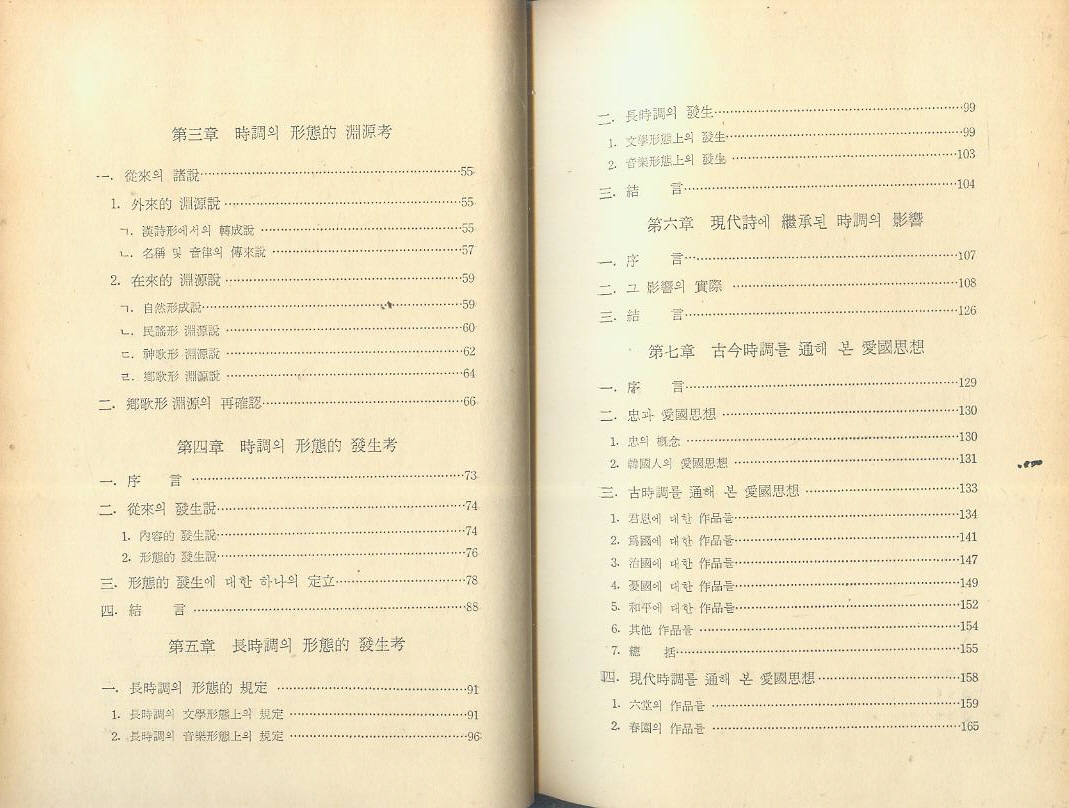 第三章 時調의 形態的 淵源考
一. 從來의 諸說 55
1. 外來的 淵源說 55
ㄱ. 漢詩形에서의 轉成說 55
ㄴ. 名稱 및 音律의 傳來說 57
2. 在來的 淵源說 59
ㄱ. 自然形成說 59
ㄴ. 民謠形 淵源說 60
ㄷ. 神歌形 淵源說 62
ㄹ. 鄕歌形 淵源說 64
二. 鄕歌形 淵源의 再確認 66
第四章 時調의 形態的 發生考
一. 序 言 73
二. 從來의 發生說 74
1. 內容的 發生說 74
2. 形態的 發生說 76
三. 形態的 發生에 대한 하나의 定立 78
四. 結 言 88
第五章 長時調의 形態的 發生考
一. 長時調의 形態的 規定 91
1. 長時調의 文學形態上의 規定 91
2. 長時調의 音樂形態上의 規定 96
二. 長時調의 發生 99
1. 文學形態上의 發生 99
2. 音樂形態上의 發生 103
三. 結 言 104
第六章 現代詩에 繼承된 時調의 影響
一. 序 言 107
二. 그 影響의 實際 108
三. 結 言 126
第七章 古今時調를 通해 본 愛國思想
一. 序 言 129
二. 忠과 愛國思想 130
1. 忠의 槪念 130
2. 韓國人의 愛國思想 131
三. 古時調를 通해 본 愛國思想 133
1. 君恩에 대한 作品들 134
2. 爲國에 대한 作品들 141
3. 治國에 대한 作品들 147
4. 憂國에 대한 作品들 149
5. 和平에 대한 作品들 152
6. 其他 作品들 154
7. 總 括 155
四. 現代時調를 通해 본 愛國思想 158
1. 六堂의 作品들 159
2. 春園의 作品들 165